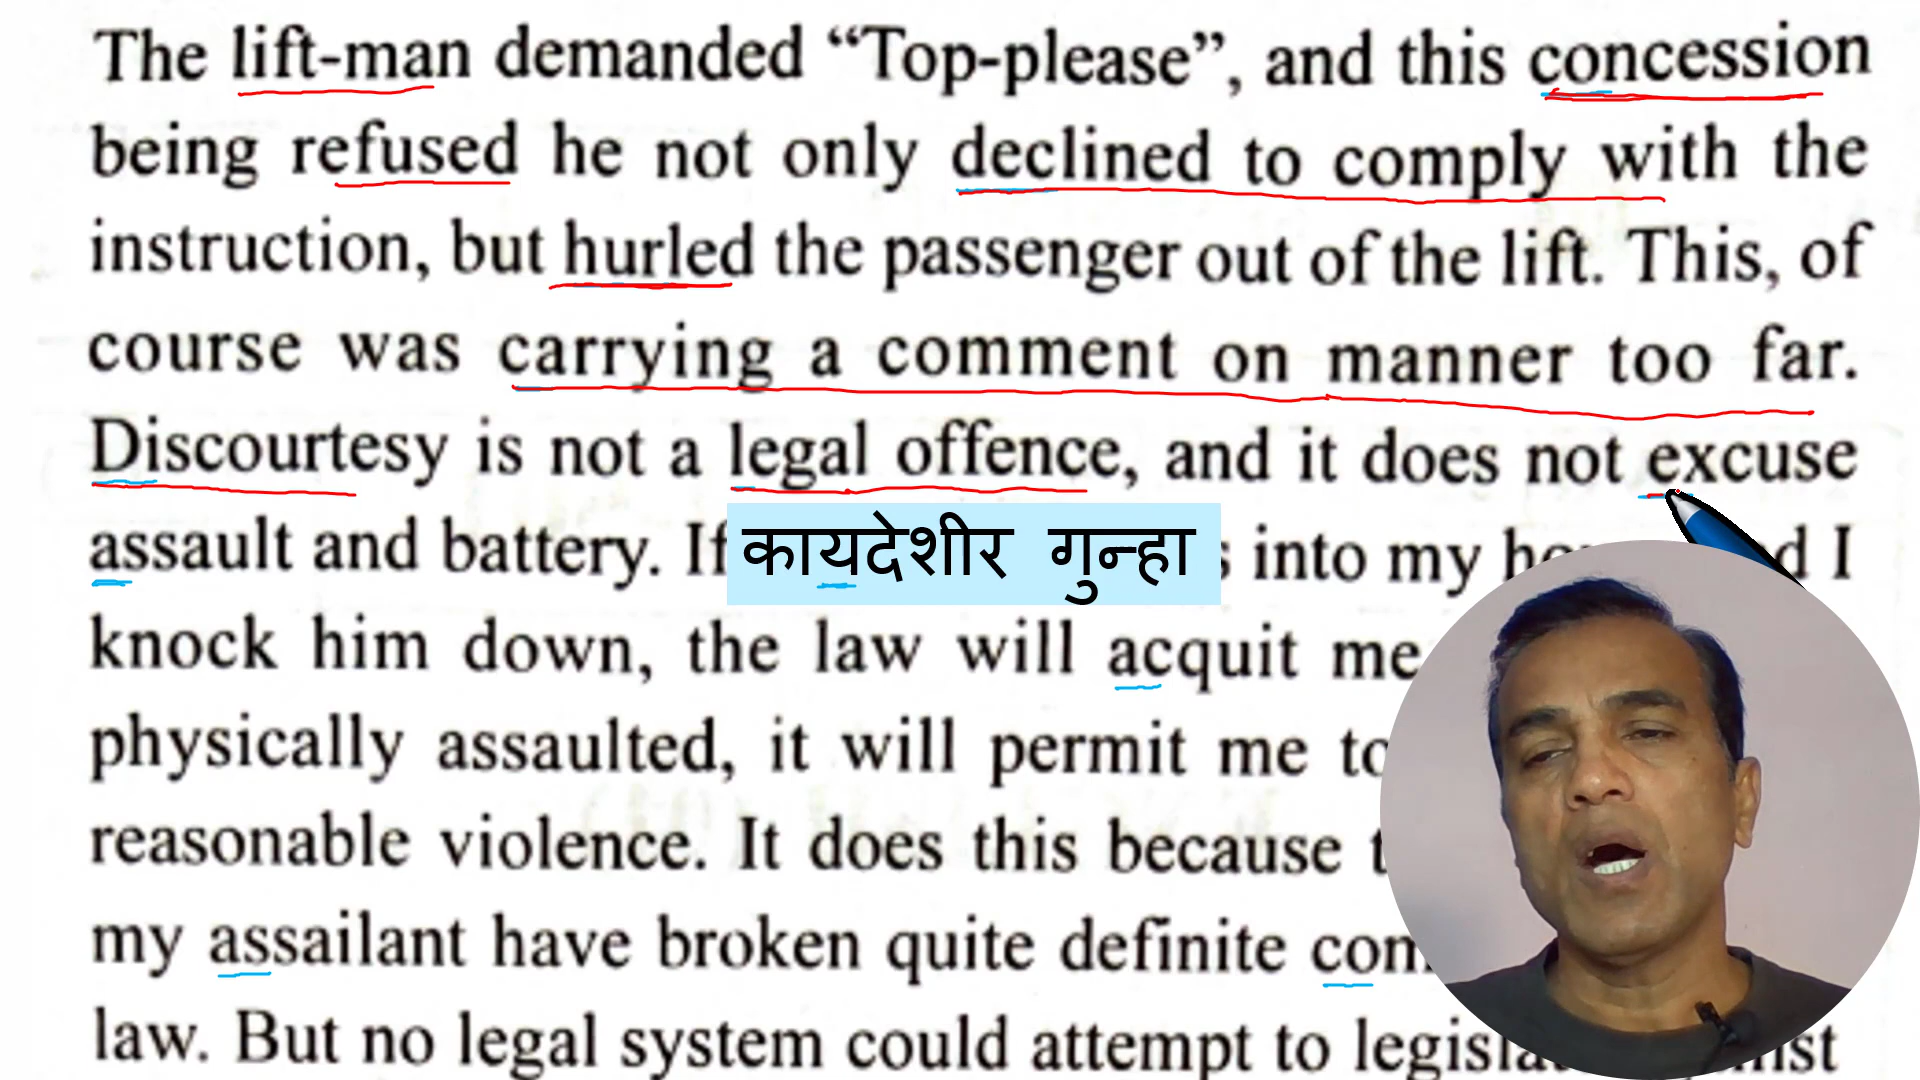 The lift-man demanded “Top-please”, and this concession
being refused he not only declined to comply with the
instruction, but hurled the passenger out of the lift. This, of
course was carrying a comment on manner too far.
Discourtesy is not a legal offence, and it does not excuse
assault and battery. If
कायदेशीर गुन्हा
into my
I
knock him down, the law will acquit me
physically assaulted, it will permit me to
reasonable violence. It does this because
my assailant have broken quite definite
law. But no legal system could attempt to